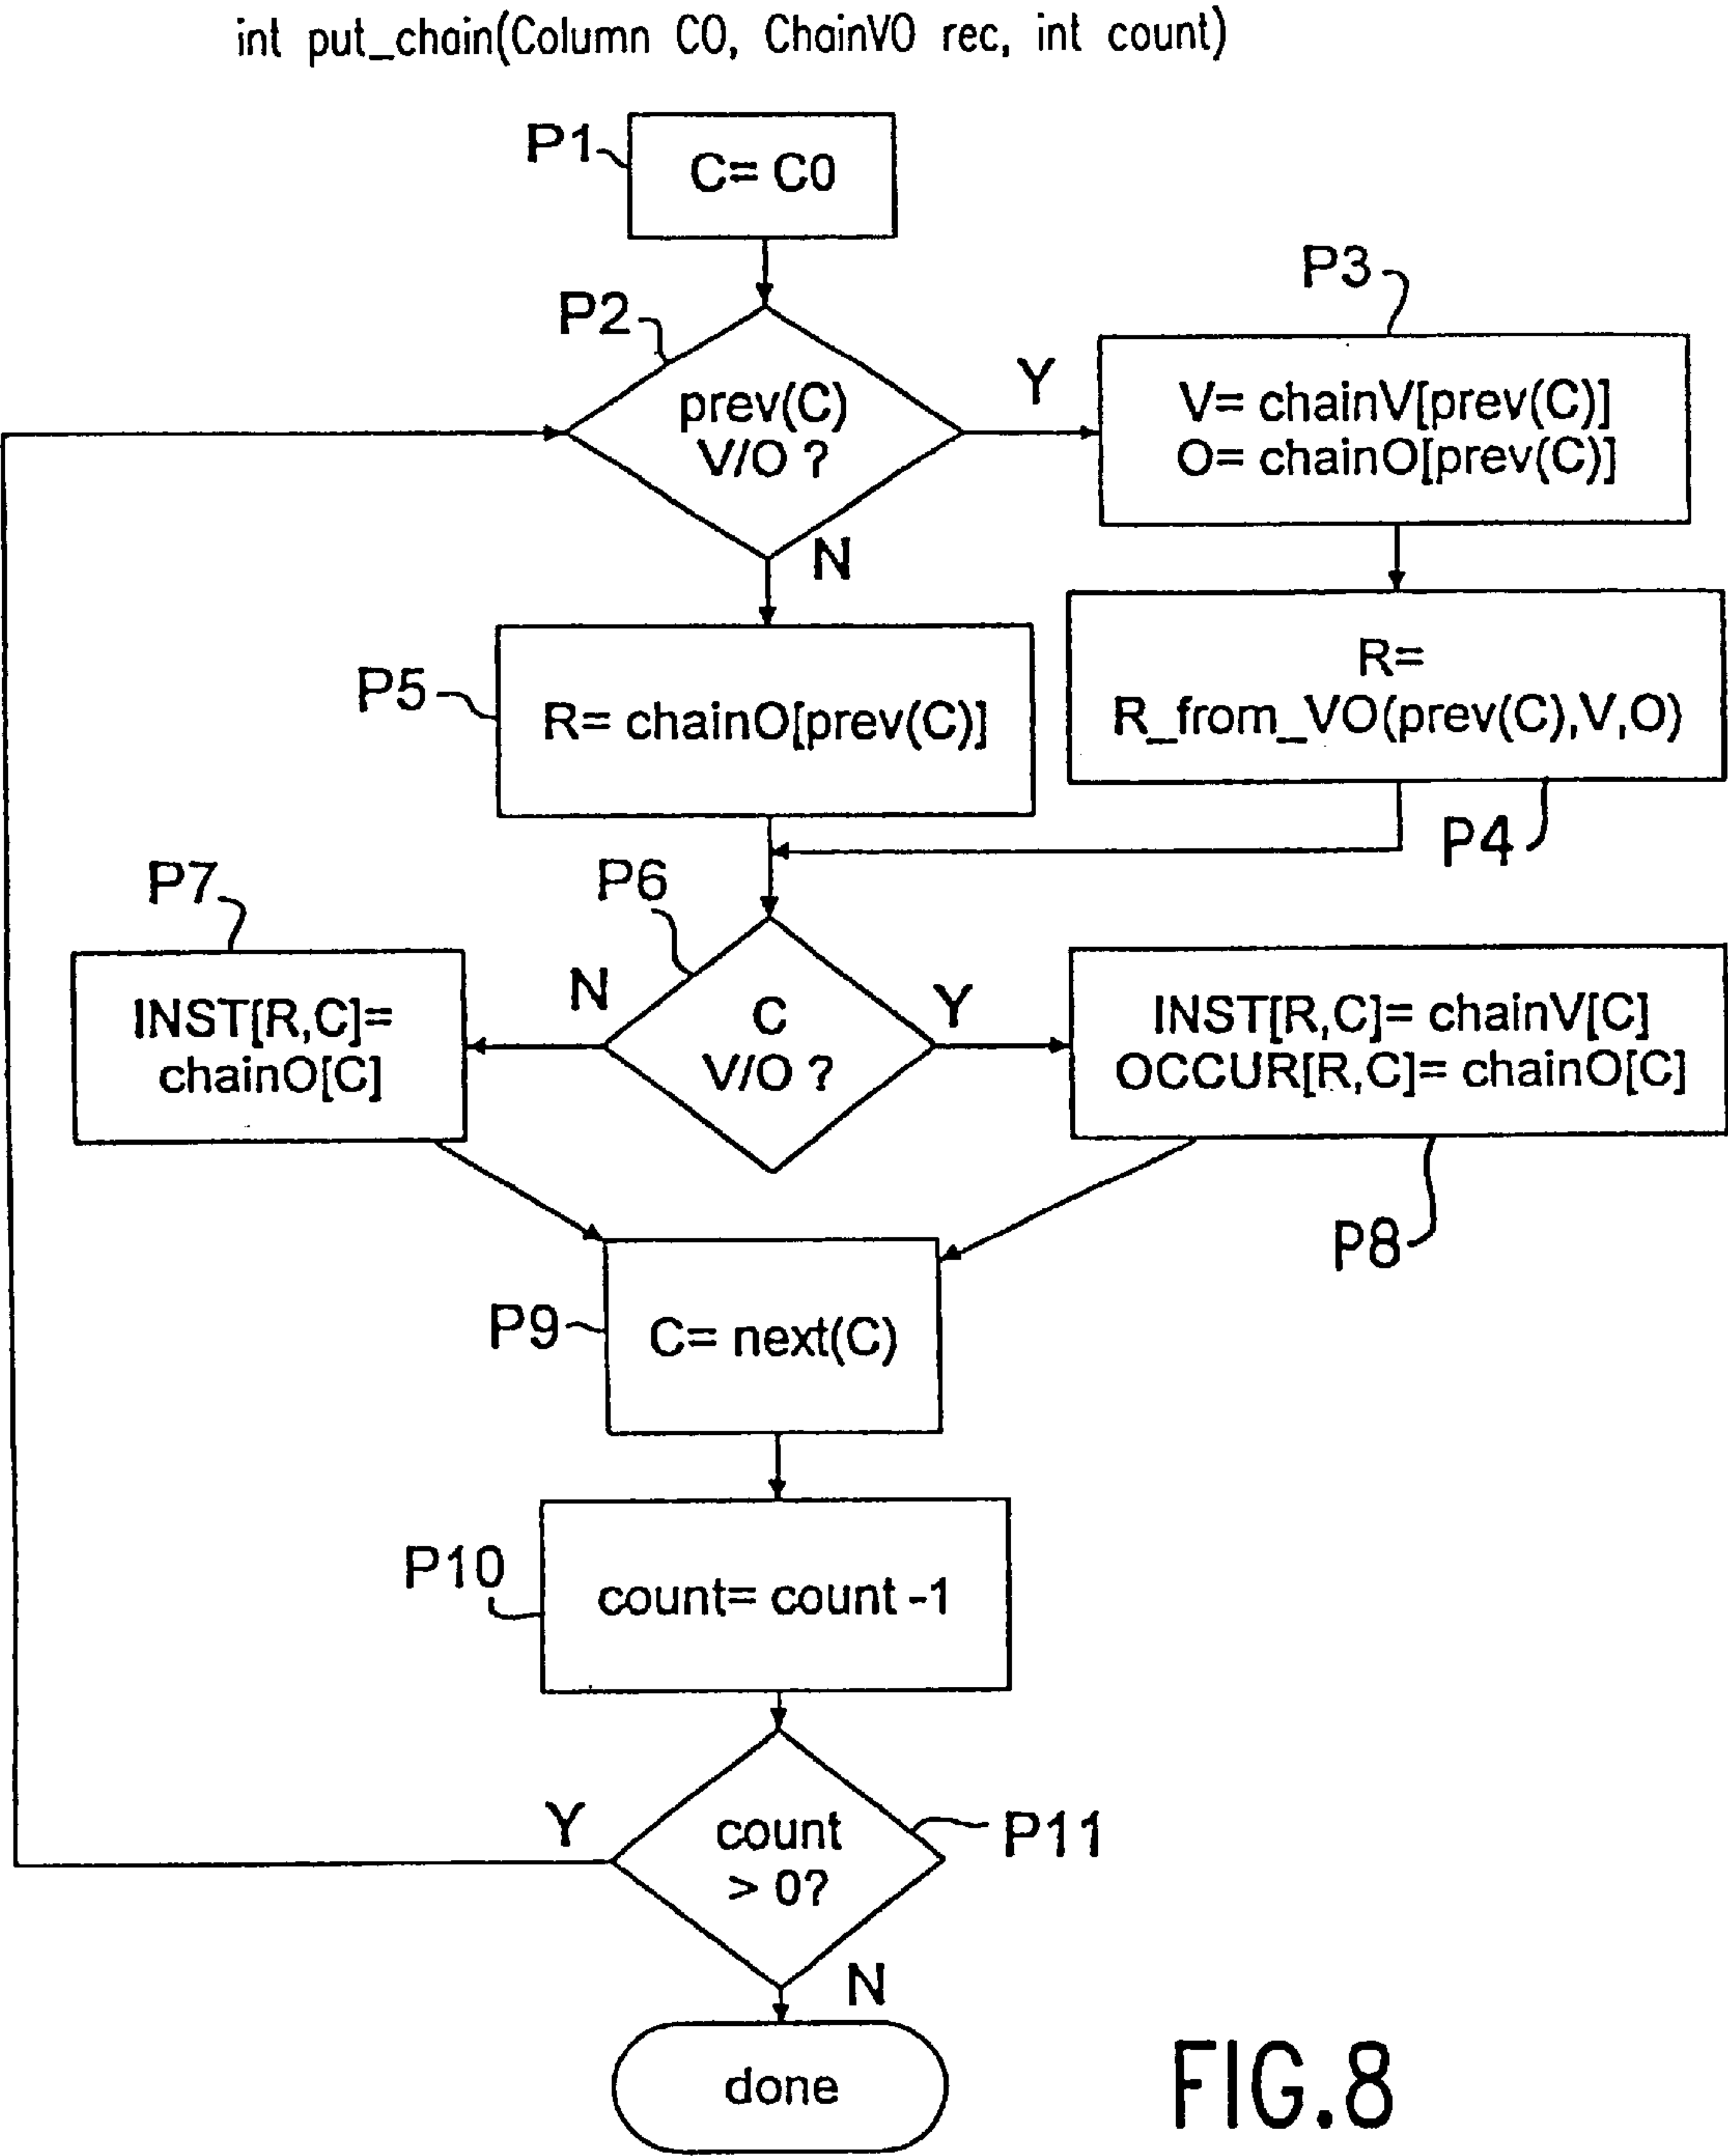 int put_chain(Column C0, ChainVO rec, int count)
P1
C= C0
P2
prev(C)
V/O ?
Y
N
P3
V= chainV[prev(C)]
O= chainO[prev(C)]
R=
R_from_VO(prev(C),V,O)
P4
P5
R= chainO[prev(C)]
P6
C
V/O ?
N
Y
P7
INST[R,C]=
chainO[C]
INST[R,C]= chainV[C]
OCCUR[R,C]= chainO[C]
P8
P9
C= next(C)
P10
count= count -1
P11
count
> 0?
Y
N
done
FIG.8